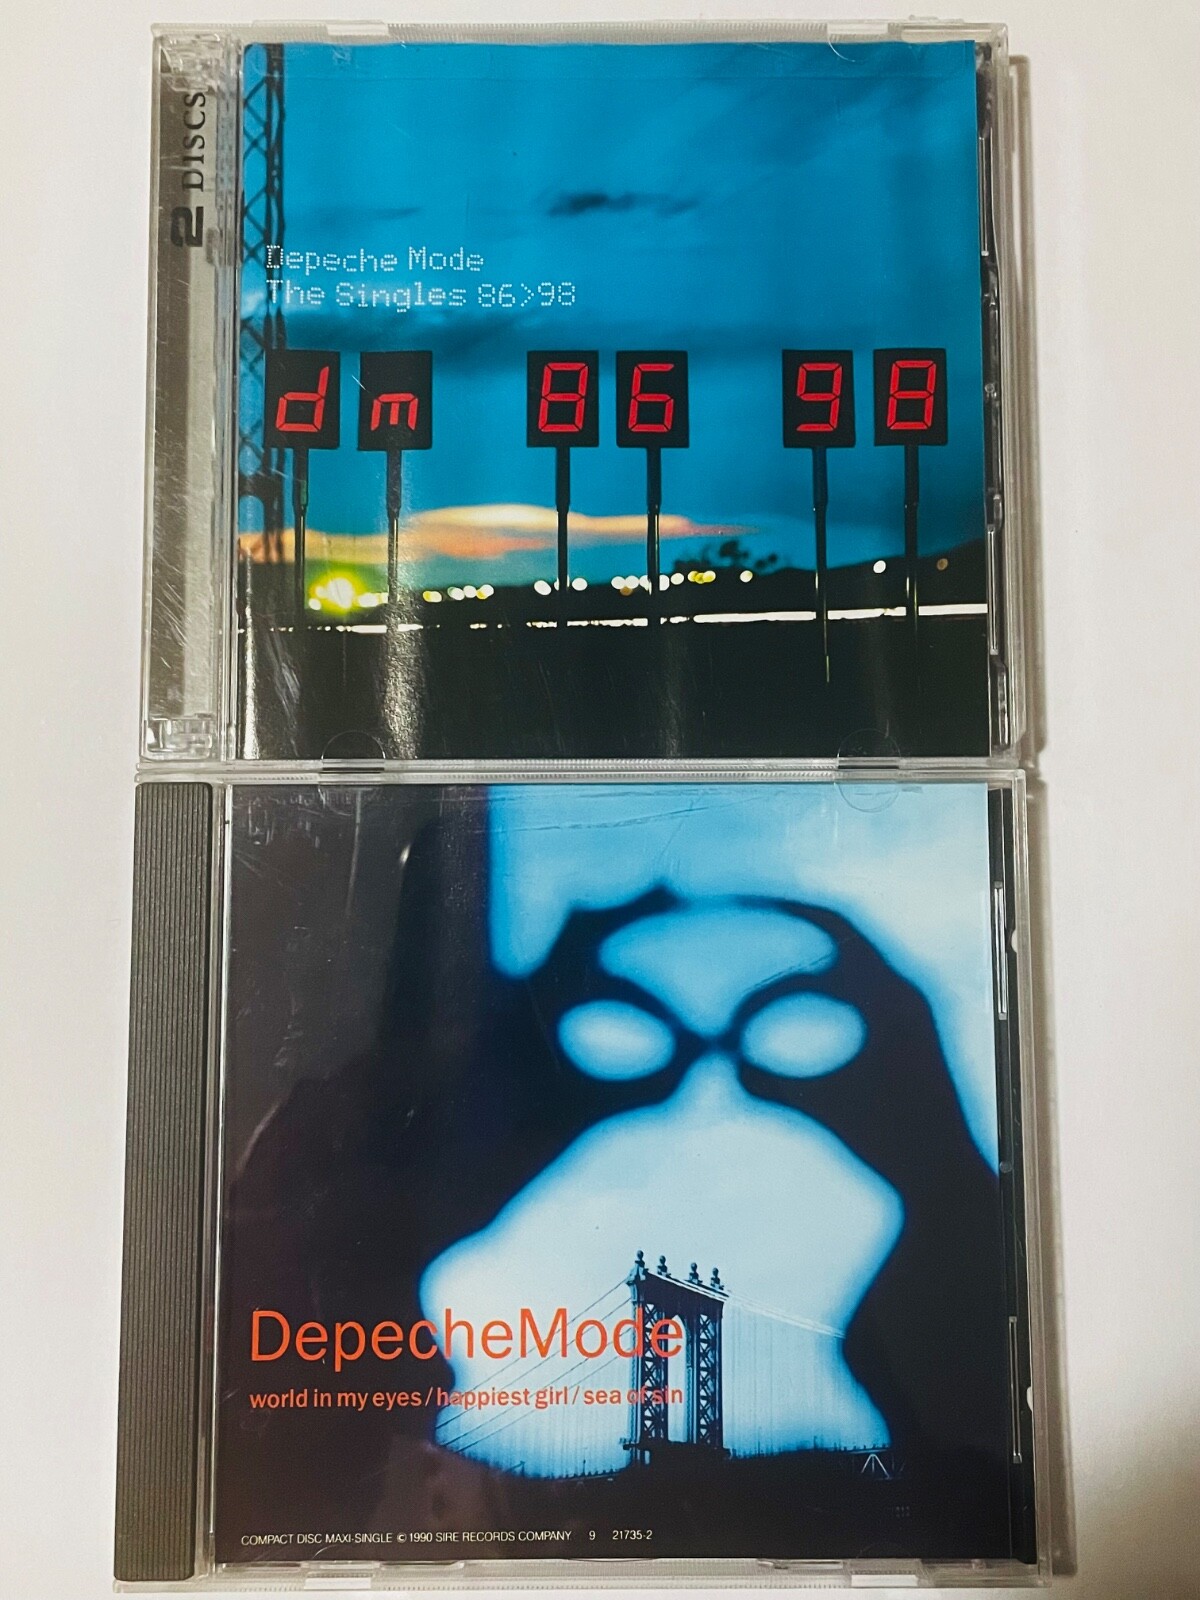 2 DISCS
Depeche Mode
The Singles 86>98
dm 86 98
DepecheMode
world in my eyes/happiest girl/sea of sin
COMPACT DISC MAXI-SINGLE © 1990 SIRE RECORDS COMPANY 9 21735-2